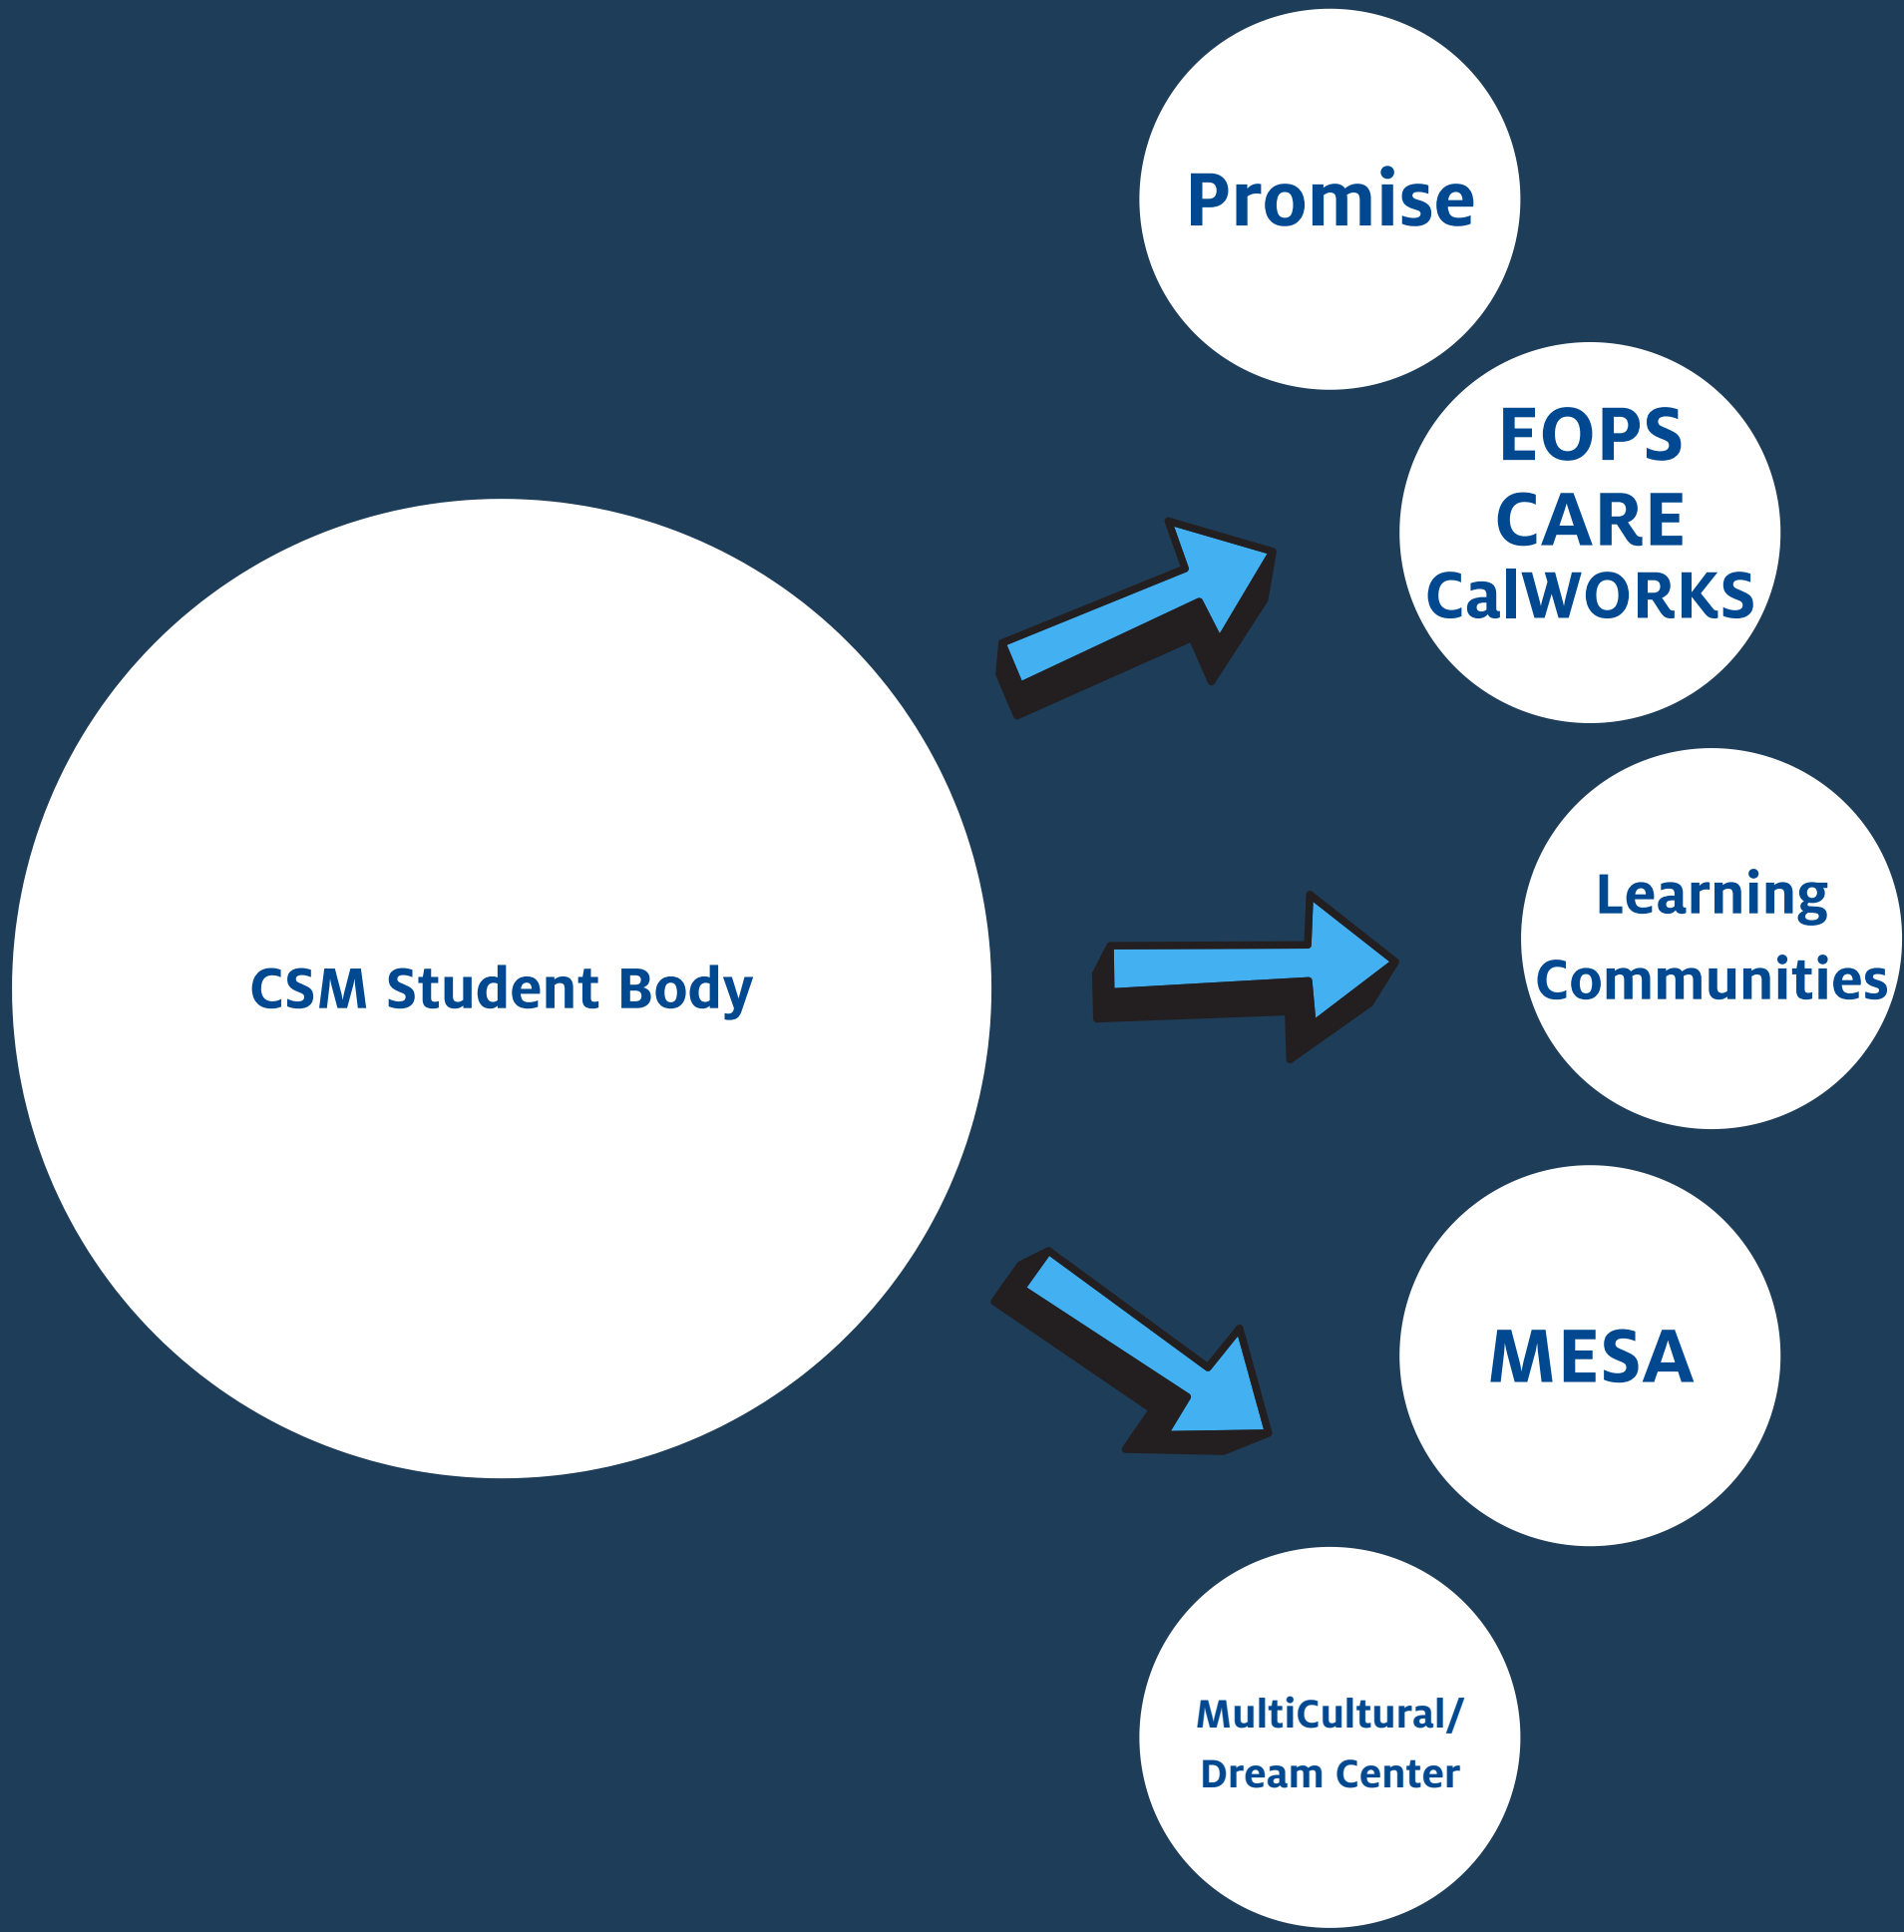 Promise
EOPS
CARE
CalWORKS
Learning
Communities
CSM Student Body
MESA
MultiCultural/
Dream Center